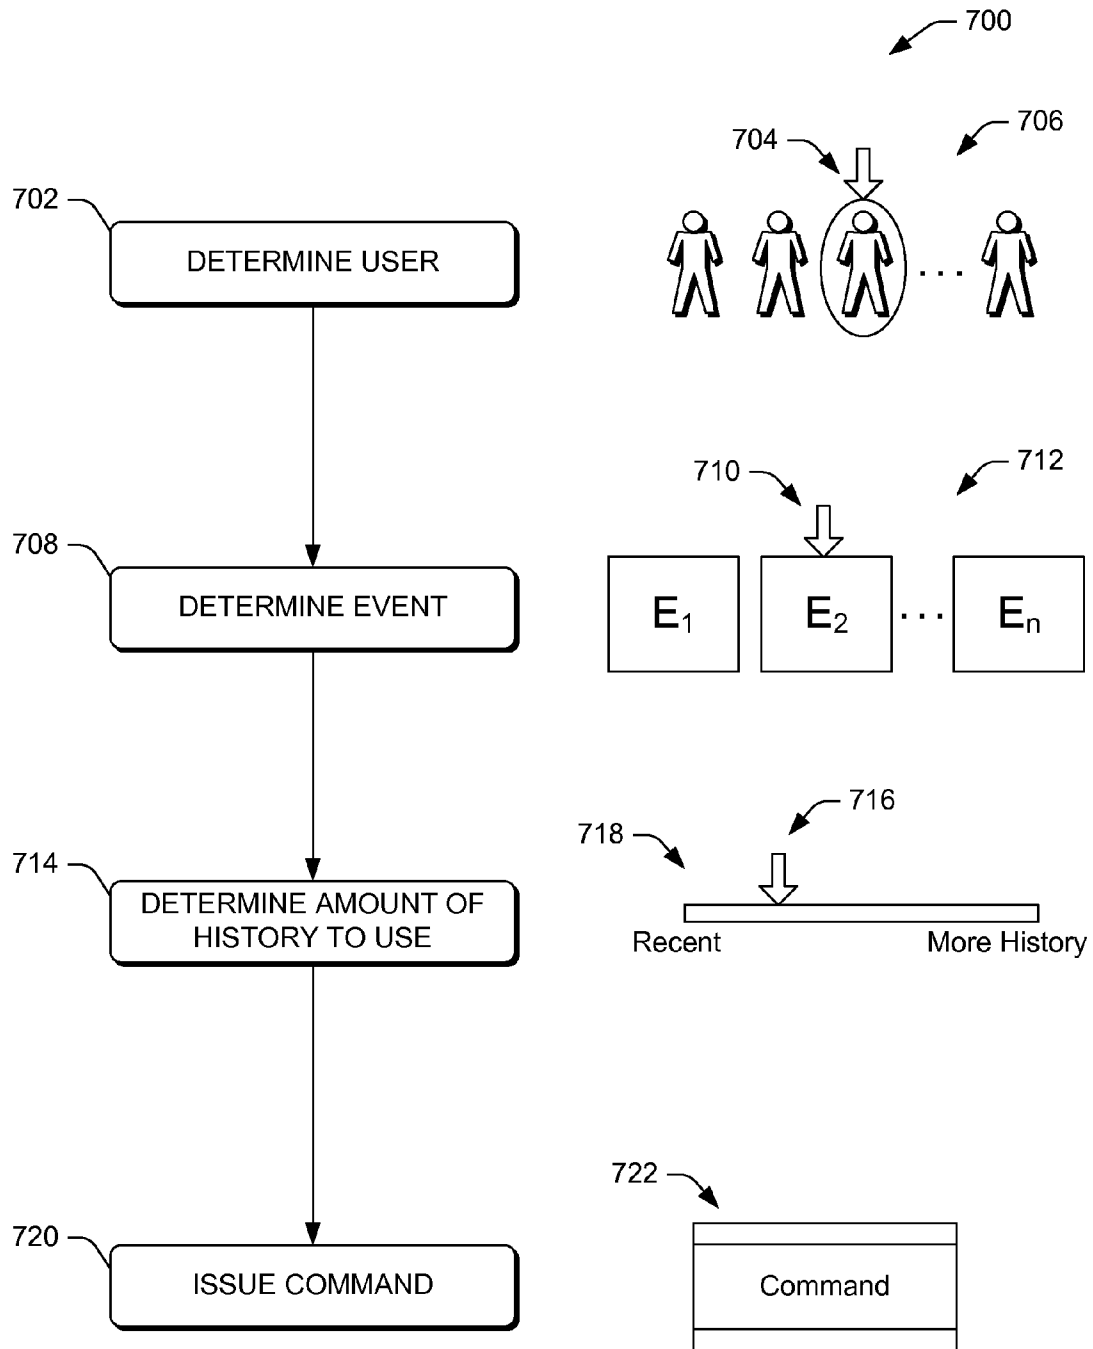 700
706
704
702
DETERMINE USER
. . .
712
710
708
DETERMINE EVENT
E1
E2
. . .
En
716
718
714
DETERMINE AMOUNT OF
HISTORY TO USE
Recent
More History
722
720
ISSUE COMMAND
Command